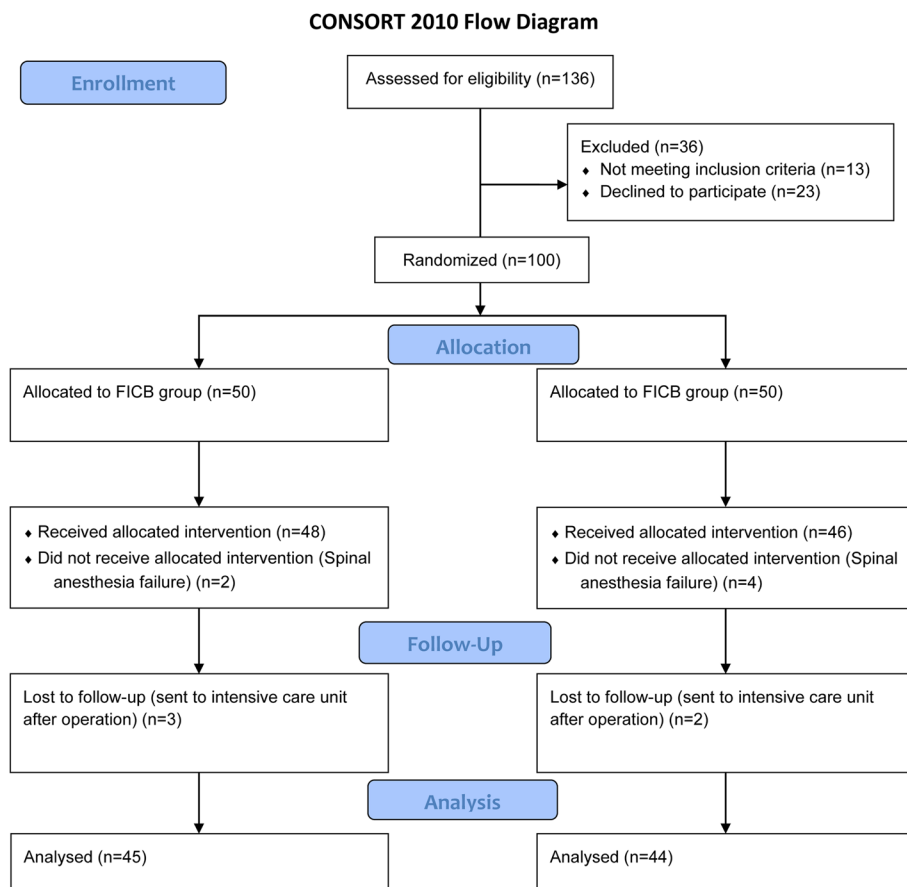 CONSORT 2010 Flow Diagram
Enrollment
Assessed for eligibility (n=136)
Excluded (n=36)
♦ Not meeting inclusion criteria (n=13)
♦ Declined to participate (n=23)
Randomized (n=100)
Allocation
Allocated to FICB group (n=50)
Allocated to FICB group (n=50)
♦ Received allocated intervention (n=48)
♦ Did not receive allocated intervention (Spinal
anesthesia failure) (n=2)
♦ Received allocated intervention (n=46)
♦ Did not receive allocated intervention (Spinal
anesthesia failure) (n=4)
Follow-Up
Lost to follow-up (sent to intensive care unit
after operation) (n=3)
Lost to follow-up (sent to intensive care unit
after operation) (n=2)
Analysis
Analysed (n=45)
Analysed (n=44)